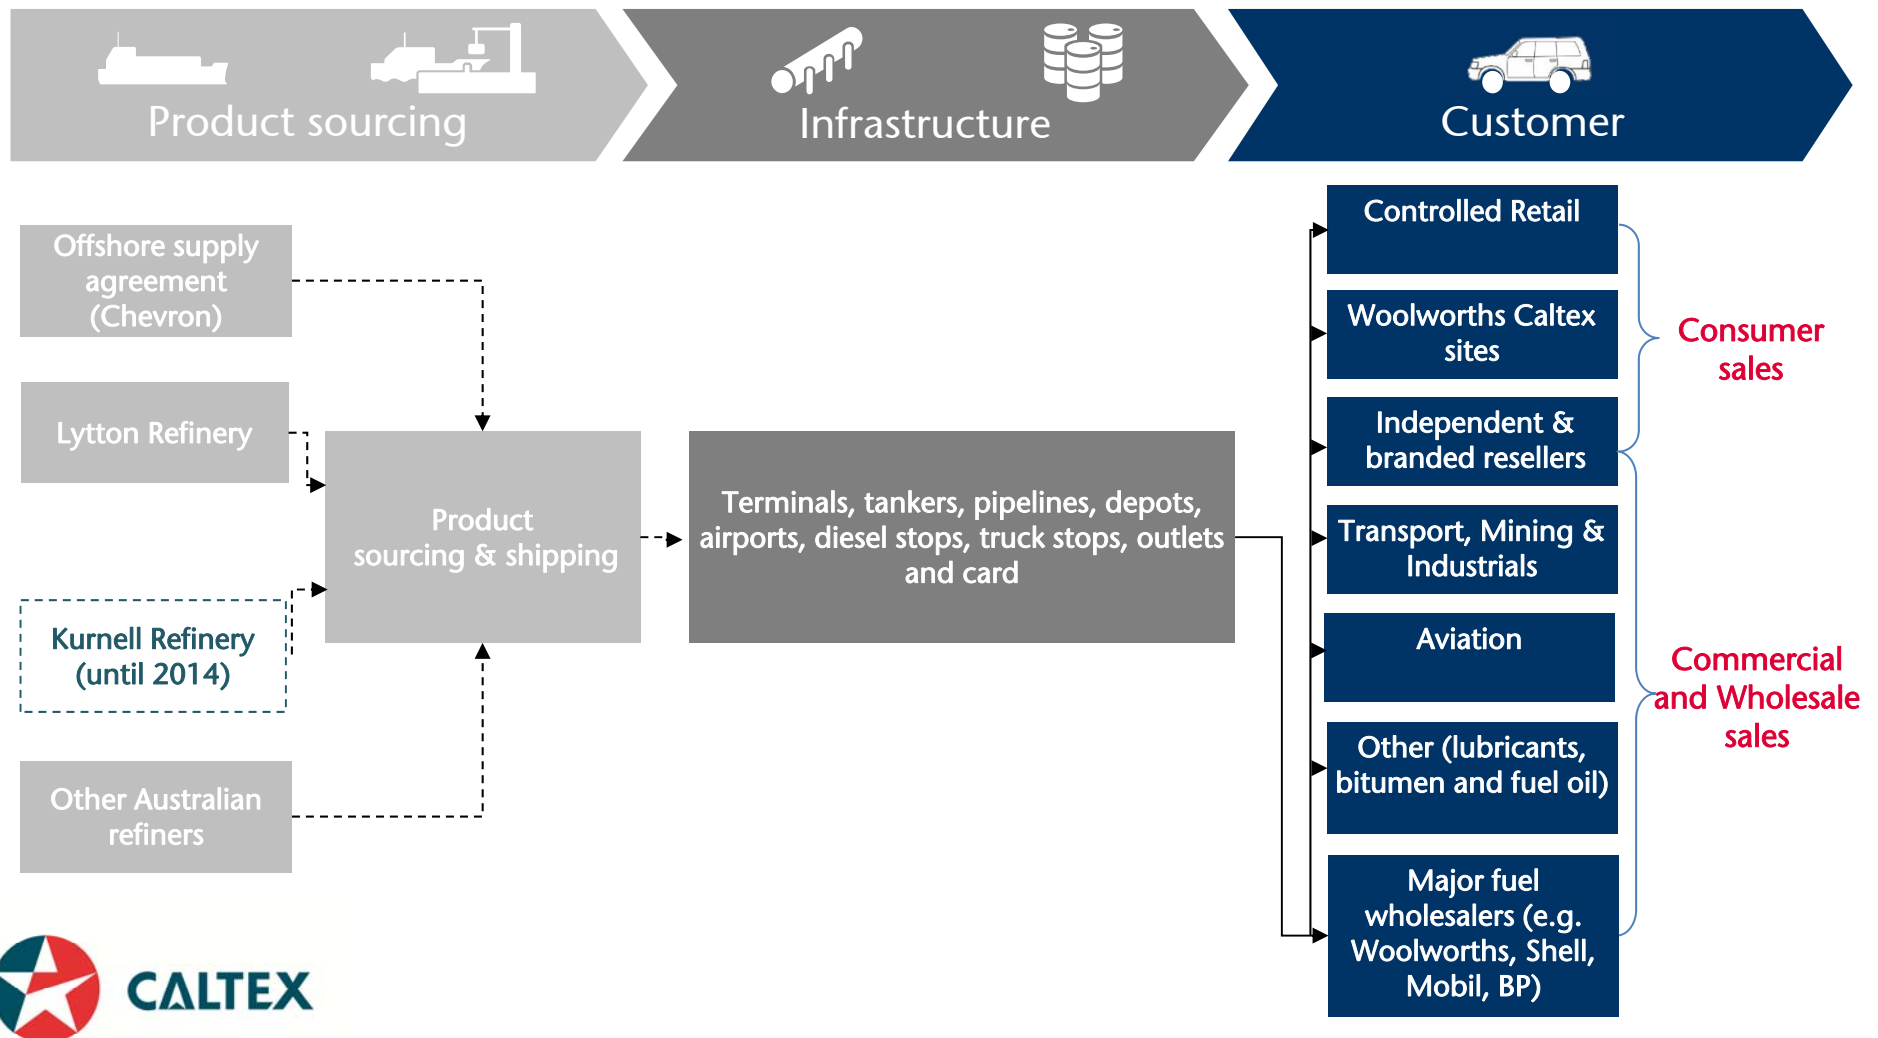 Product sourcing
Infrastructure
Customer
Offshore supply
agreement
(Chevron)
Lytton Refinery
Kurnell Refinery
(until 2014)
Other Australian
refiners
Product
sourcing & shipping
Terminals, tankers, pipelines, depots,
airports, diesel stops, truck stops, outlets
and card
Controlled Retail
Woolworths Caltex
sites
Independent &
branded resellers
Transport, Mining &
Industrials
Aviation
Other (lubricants,
bitumen and fuel oil)
Major fuel
wholesalers (e.g.
Woolworths, Shell,
Mobil, BP)
Consumer
sales
Commercial
and Wholesale
sales
CALTEX